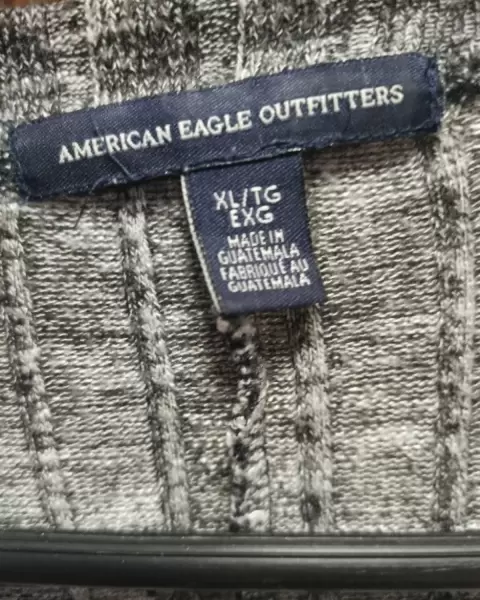 AMERICAN EAGLE OUTFITTERS
XL/TG
EXG
MADE IN
GUATEMALA
FABRIQUÉ AU
GUATEMALA